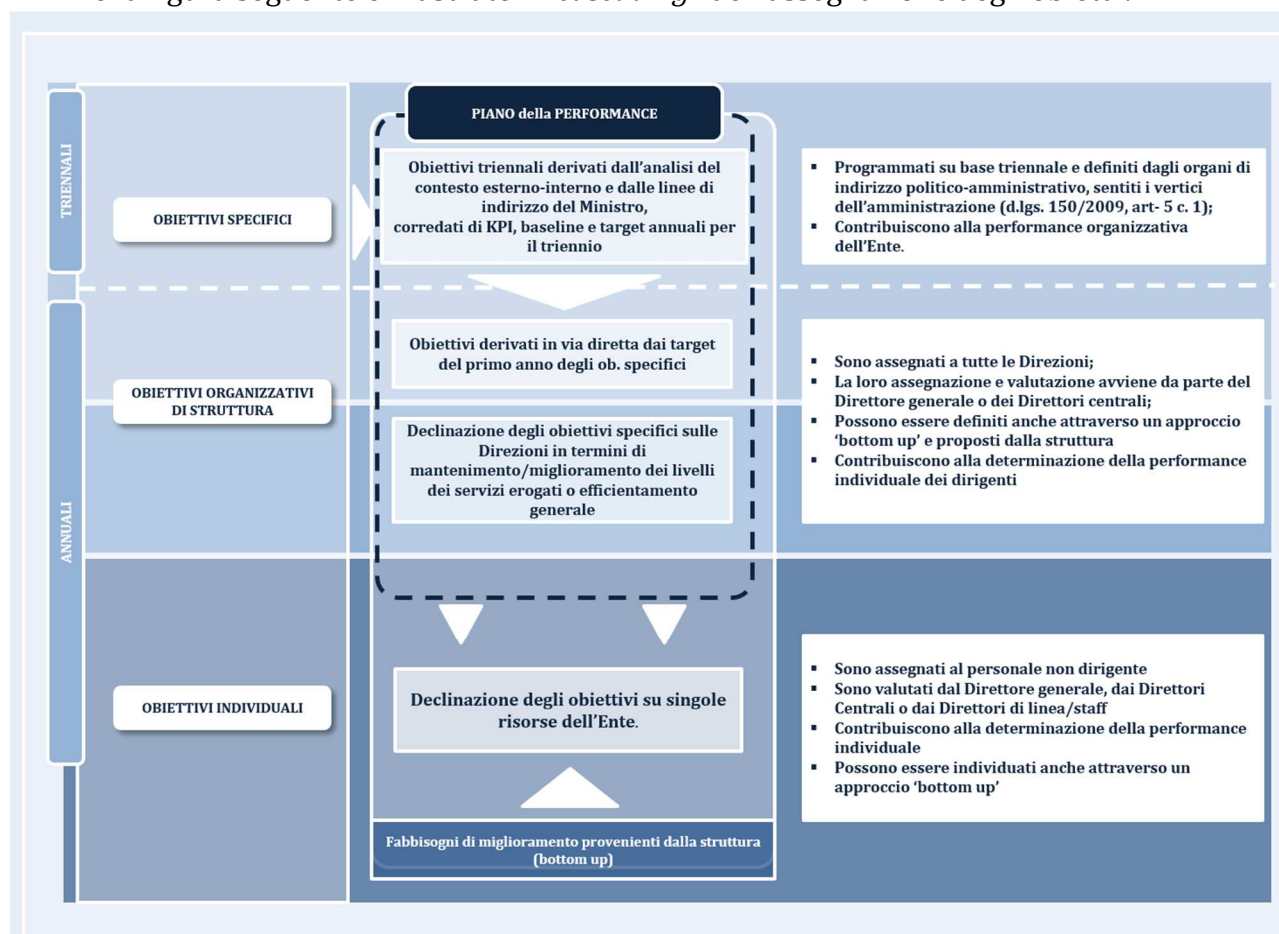 PIANO della PERFORMANCE
TRIENNALI
OBIETTIVI SPECIFICI
Obiettivi triennali derivati dall'analisi del
contesto esterno-interno e dalle linee di
indirizzo del Ministro,
corredati di KPI, baseline e target annuali per
il triennio
▪ Programmati su base triennale e definiti dagli organi di
indirizzo politico-amministrativo, sentiti i vertici
dell'amministrazione (d.lgs. 150/2009, art- 5 c. 1);
▪ Contribuiscono alla performance organizzativa
dell'Ente.
ANNUALI
OBIETTIVI ORGANIZZATIVI
DI STRUTTURA
Obiettivi derivati in via diretta dai target
del primo anno degli ob. specifici
Declinazione degli obiettivi specifici sulle
Direzioni in termini di
mantenimento/miglioramento dei livelli
dei servizi erogati o efficientamento
generale
▪ Sono assegnati a tutte le Direzioni;
▪ La loro assegnazione e valutazione avviene da parte del
Direttore generale o dei Direttori centrali;
▪ Possono essere definiti anche attraverso un approccio
'bottom up' e proposti dalla struttura
▪ Contribuiscono alla determinazione della performance
individuale dei dirigenti
OBIETTIVI INDIVIDUALI
Declinazione degli obiettivi su singole
risorse dell'Ente.
▪ Sono assegnati al personale non dirigente
▪ Sono valutati dal Direttore generale, dai Direttori
Centrali o dai Direttori di linea/staff
▪ Contribuiscono alla determinazione della performance
individuale
▪ Possono essere individuati anche attraverso un
approccio 'bottom up'
Fabbisogni di miglioramento provenienti dalla struttura
(bottom up)